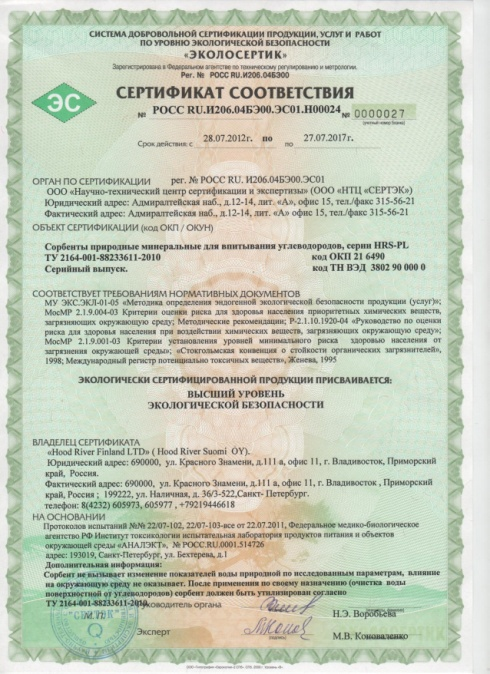 СИСТЕМА ДОБРОВОЛЬНОЙ СЕРТИФИКАЦИИ ПРОДУКЦИИ, УСЛУГ И РАБОТ
ПО УРОВНЮ ЭКОЛОГИЧЕСКОЙ БЕЗОПАСНОСТИ
«ЭКОЛОСЕРТИК»
Зарегистрирована в Федеральном агентстве по техническому регулированию и метрологии.
Рег. № РОСС RU.И206.04БЭ00
ЭС
СЕРТИФИКАТ СООТВЕТСТВИЯ
№ РОСС RU.И206.04БЭ00.ЭС01.Н00024 № 0000027
(учетный номер бланка)
Срок действия: с 28.07.2012г. по 27.07.2017г.
ОРГАН ПО СЕРТИФИКАЦИИ рег. № РОСС RU. И206.04БЭ00.ЭС01
ООО «Научно-технический центр сертификации и экспертизы» (ООО «НТЦ «СЕРТЭК»)
Юридический адрес: Адмиралтейская наб., д.12-14, лит. «А», офис 15, тел./факс 315-56-21
Фактический адрес: Адмиралтейская наб., д.12-14, лит. «А», офис 15, тел./факс 315-56-21
ОБЪЕКТ СЕРТИФИКАЦИИ (код ОКП / ОКУН)
Сорбенты природные минеральные для впитывания углеводородов, серии HRS-PL
ТУ 2164-001-88233611-2010 код ОКП 21 6490
Серийный выпуск. код ТН ВЭД 3802 90 000 0
СООТВЕТСТВУЕТ ТРЕБОВАНИЯМ НОРМАТИВНЫХ ДОКУМЕНТОВ
МУ ЭКС.ЭКЛ-01-05 «Методика определения эндогенной экологической безопасности продукции (услуг)»;
МосМР 2.1.9.004-03 Критерии оценки риска для здоровья населения приоритетных химических веществ,
загрязняющих окружающую среду; Методические рекомендации; Р-2.1.10.1920-04 «Руководство по оценки
риска для здоровья населения при воздействии химических веществ, загрязняющих окружающую среду»;
МосМР 2.1.9.001-03 Критерии установления уровней минимального риска здоровью населения от
загрязнения окружающей среды; «Стокгольмская конвенция о стойкости органических загрязнителей»,
1998; Международный регистр потенциально токсичных веществ», Женева, 1995
ЭКОЛОГИЧЕСКИ СЕРТИФИЦИРОВАННОЙ ПРОДУКЦИИ ПРИСВАИВАЕТСЯ:
ВЫСШИЙ УРОВЕНЬ
ЭКОЛОГИЧЕСКОЙ БЕЗОПАСНОСТИ
ВЛАДЕЛЕЦ СЕРТИФИКАТА
«Hood River Finland LTD» ( Hood River Suomi OY).
Юридический адрес: 690000, ул. Красного Знамени, д.111 а, офис 11, г. Владивосток, Приморский
край, Россия.
Фактический адрес: 690000, ул. Красного Знамени, д.111 а, офис 11, г. Владивосток, Приморский
край, Россия ; 199222, ул. Наличная, д. 36/3-522,Санкт- Петербург.
телефон: 8(4232) 605973, 605977 , +79219446618
НА ОСНОВАНИИ
Протоколов испытаний №№ 22/07-102, 22/07-103-все от 22.07.2011, Федеральное медико-биологическое
агентство РФ Институт токсикологии испытательная лаборатория продуктов питания и объектов
окружающей среды «АНАЛЭКТ», № РОСС.RU.0001.514726
адрес: 193019, Санкт-Петербург, ул. Бехтерева, д.1
Дополнительная информация:
Сорбент не вызывает изменение показателей воды природной по исследованным параметрам, влияние
на окружающую среду не оказывает. После применения по своему назначению (очистка воды
поверхностной от углеводородов) сорбент должен быть утилизирован согласно
ТУ 2164-001-88233611-2010.
Руководитель органа Н.Э. Воробьева
Эксперт М.В. Коноваленко